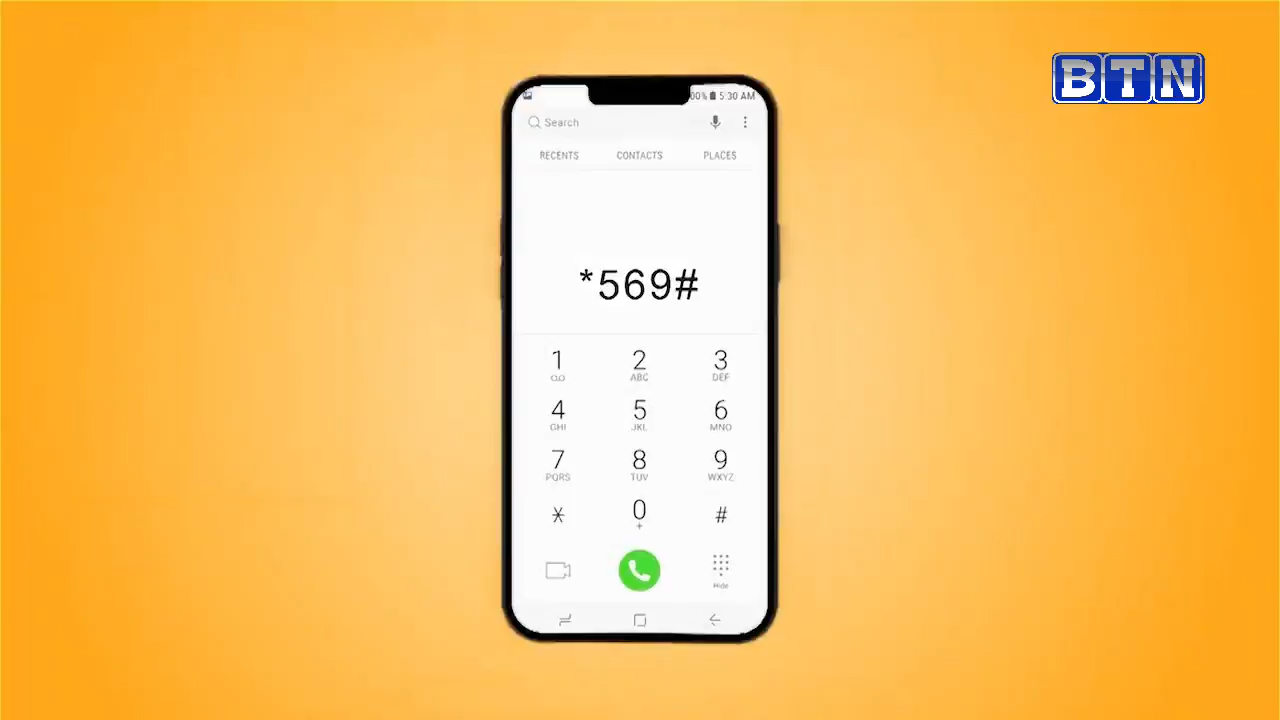 BTN
00% 5:30 AM
Search
RECENTS CONTACTS PLACES
*569#
1 2 3
ABC DEF
4 5 6
GHI JKL MNO
7 8 9
PQRS TUV WXYZ
* 0 #
+
Hide